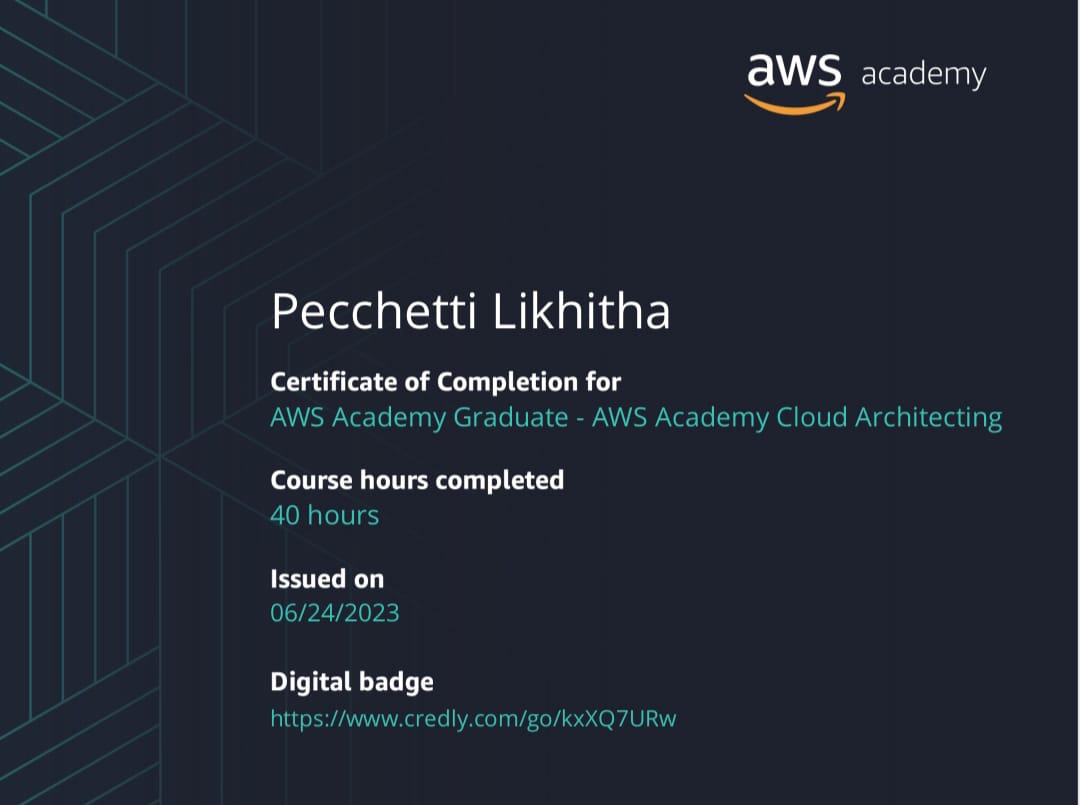 aws academy
Pecchetti Likhitha
Certificate of Completion for
AWS Academy Graduate - AWS Academy Cloud Architecting
Course hours completed
40 hours
Issued on
06/24/2023
Digital badge
https://www.credly.com/go/kxXQ7URw